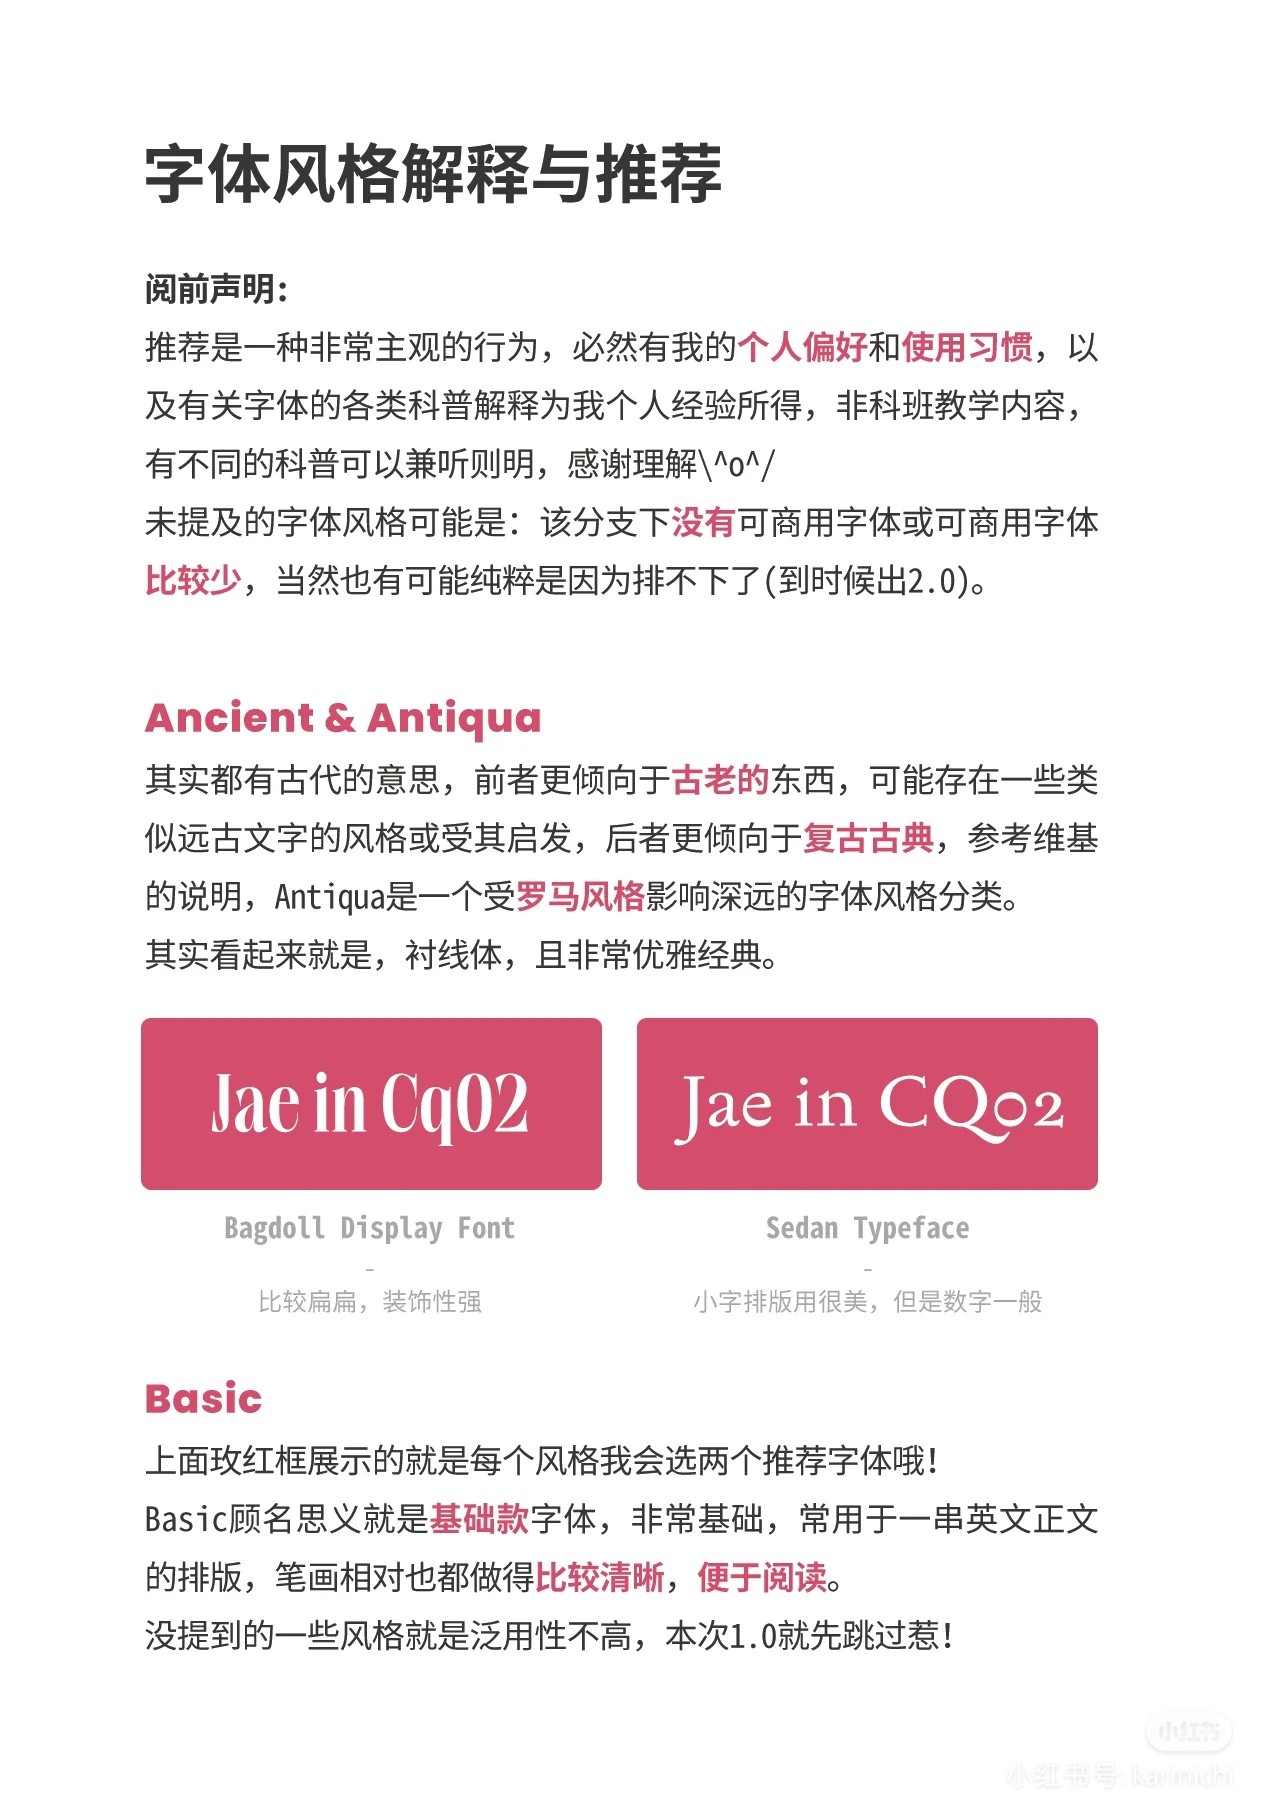 字体风格解释与推荐
阅前声明：
推荐是一种非常主观的行为，必然有我的个人偏好和使用习惯，以
及有关字体的各类科普解释为我个人经验所得，非科班教学内容，
有不同的科普可以兼听则明，感谢理解\^o^/
未提及的字体风格可能是：该分支下没有可商用字体或可商用字体
比较少，当然也有可能纯粹是因为排不下了(到时候出2.0)。
Ancient & Antiqua
其实都有古代的意思，前者更倾向于古老的东西，可能存在一些类
似远古文字的风格或受其启发，后者更倾向于复古古典，参考维基
的说明，Antiqua是一个受罗马风格影响深远的字体风格分类。
其实看起来就是，衬线体，且非常优雅经典。
Jae in Cq02
Jae in CQ02
Bagdoll Display Font
Sedan Typeface
-
-
比较扁扁，装饰性强
小字排版用很美，但是数字一般
Basic
上面玫红框展示的就是每个风格我会选两个推荐字体哦！
Basic顾名思义就是基础款字体，非常基础，常用于一串英文正文
的排版，笔画相对也都做得比较清晰，便于阅读。
没提到的一些风格就是泛用性不高，本次1.0就先跳过惹！
小红书
小红书号: karinichi